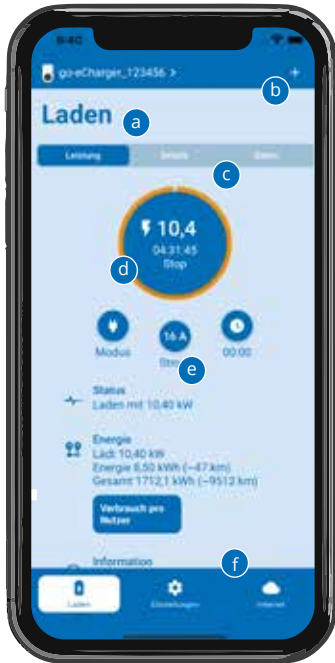 9:40
go-eCharger_123456 >
+
b
Laden
a
Leistung Details Daten
c
10,4
04:31:45
Stop
d
16 A
Modus 00:00
e
Status
Laden mit 10,40 kW
Energie
Lädt 10,40 kW
Energie 8,50 kWh (~47 km)
Gesamt 1712,1 kWh (~9512 km)
Verbrauch pro
Nutzer
Information
f
Laden Einstellungen Internet